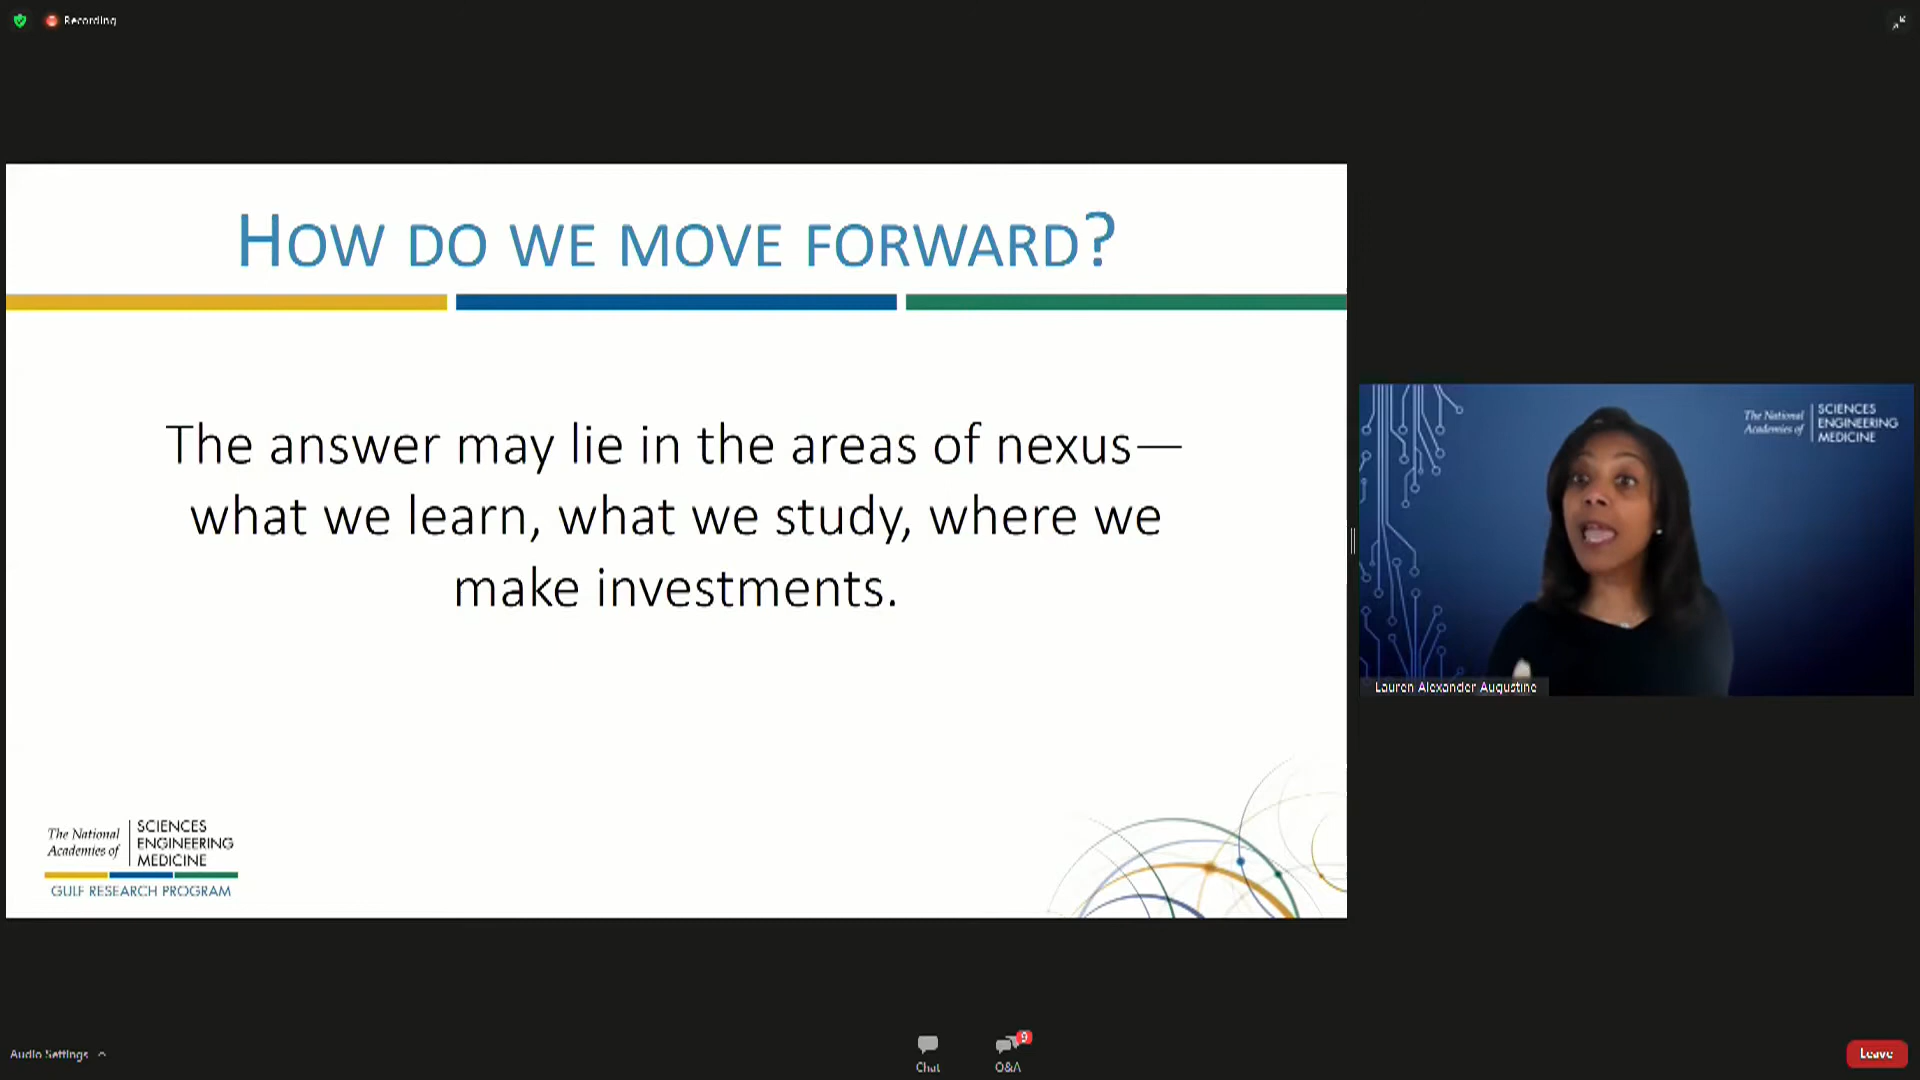 Recording
HOW DO WE MOVE FORWARD?
The answer may lie in the areas of nexus—
what we learn, what we study, where we
make investments.
The National
Academies of
SCIENCES
ENGINEERING
MEDICINE
GULF RESEARCH PROGRAM
The National
Academies of
SCIENCES
ENGINEERING
MEDICINE
Lauren Alexander Augustine
Audio Settings
Chat
9
Q&A
Leave